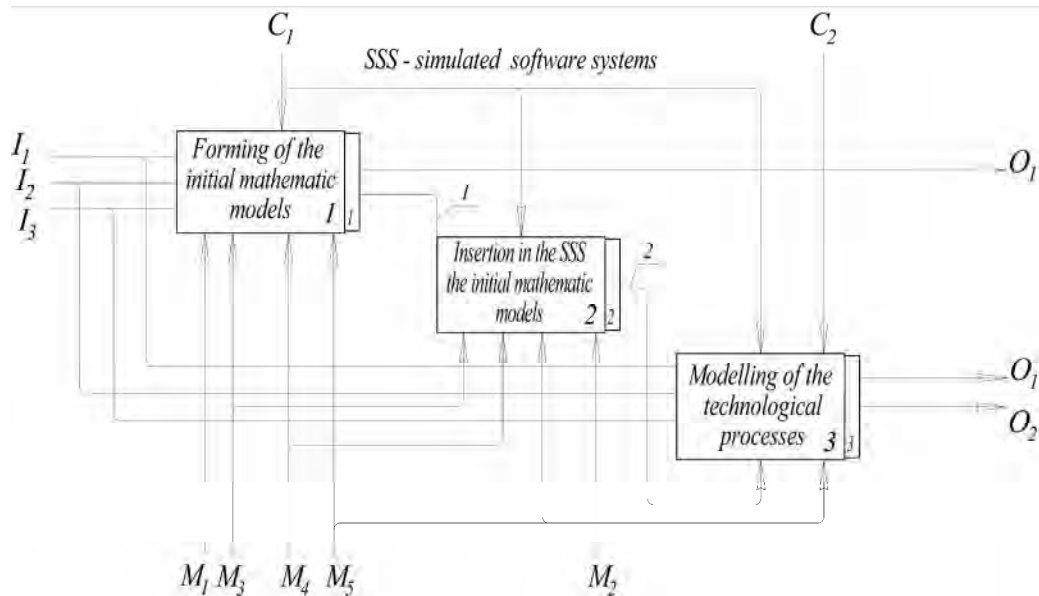 C1
C2
SSS - simulated software systems
I1
I2
I3
Forming of the
initial mathematic
models
1
1
O1
1
Insertion in the SSS
the initial mathematic
models
2
2
2
Modelling of the
technological
processes
3
3
O1
O2
M1
M3
M4
M5
M2